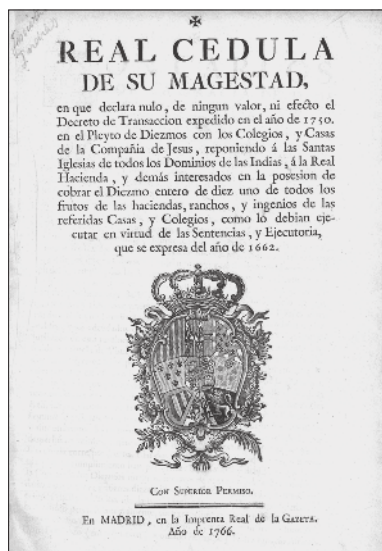 REAL CEDULA
DE SU MAGESTAD,
en que declara nulo, de ningun valor, ni efecto el
Decreto de Transaccion expedido en el año de 1750.
en el Pleyto de Diezmos con los Colegios, y Casas
de la Compañia de Jesus, reponiendo á las Santas
Iglesias de todos los Dominios de las Indias, á la Real
Hacienda, y demás interesados en la posesion de
cobrar el Diezmo entero de diez uno de todos los
frutos de las haciendas, ranchos, y ingenios de las
referidas Casas, y Colegios, como lo debian eje-
cutar en virtud de las Sentencias, y Ejecutoria,
que se expresa del año de 1662.
CON SUPERIOR PERMISO.
En MADRID, en la Imprenta Real de la GAZETA.
Año de 1766.